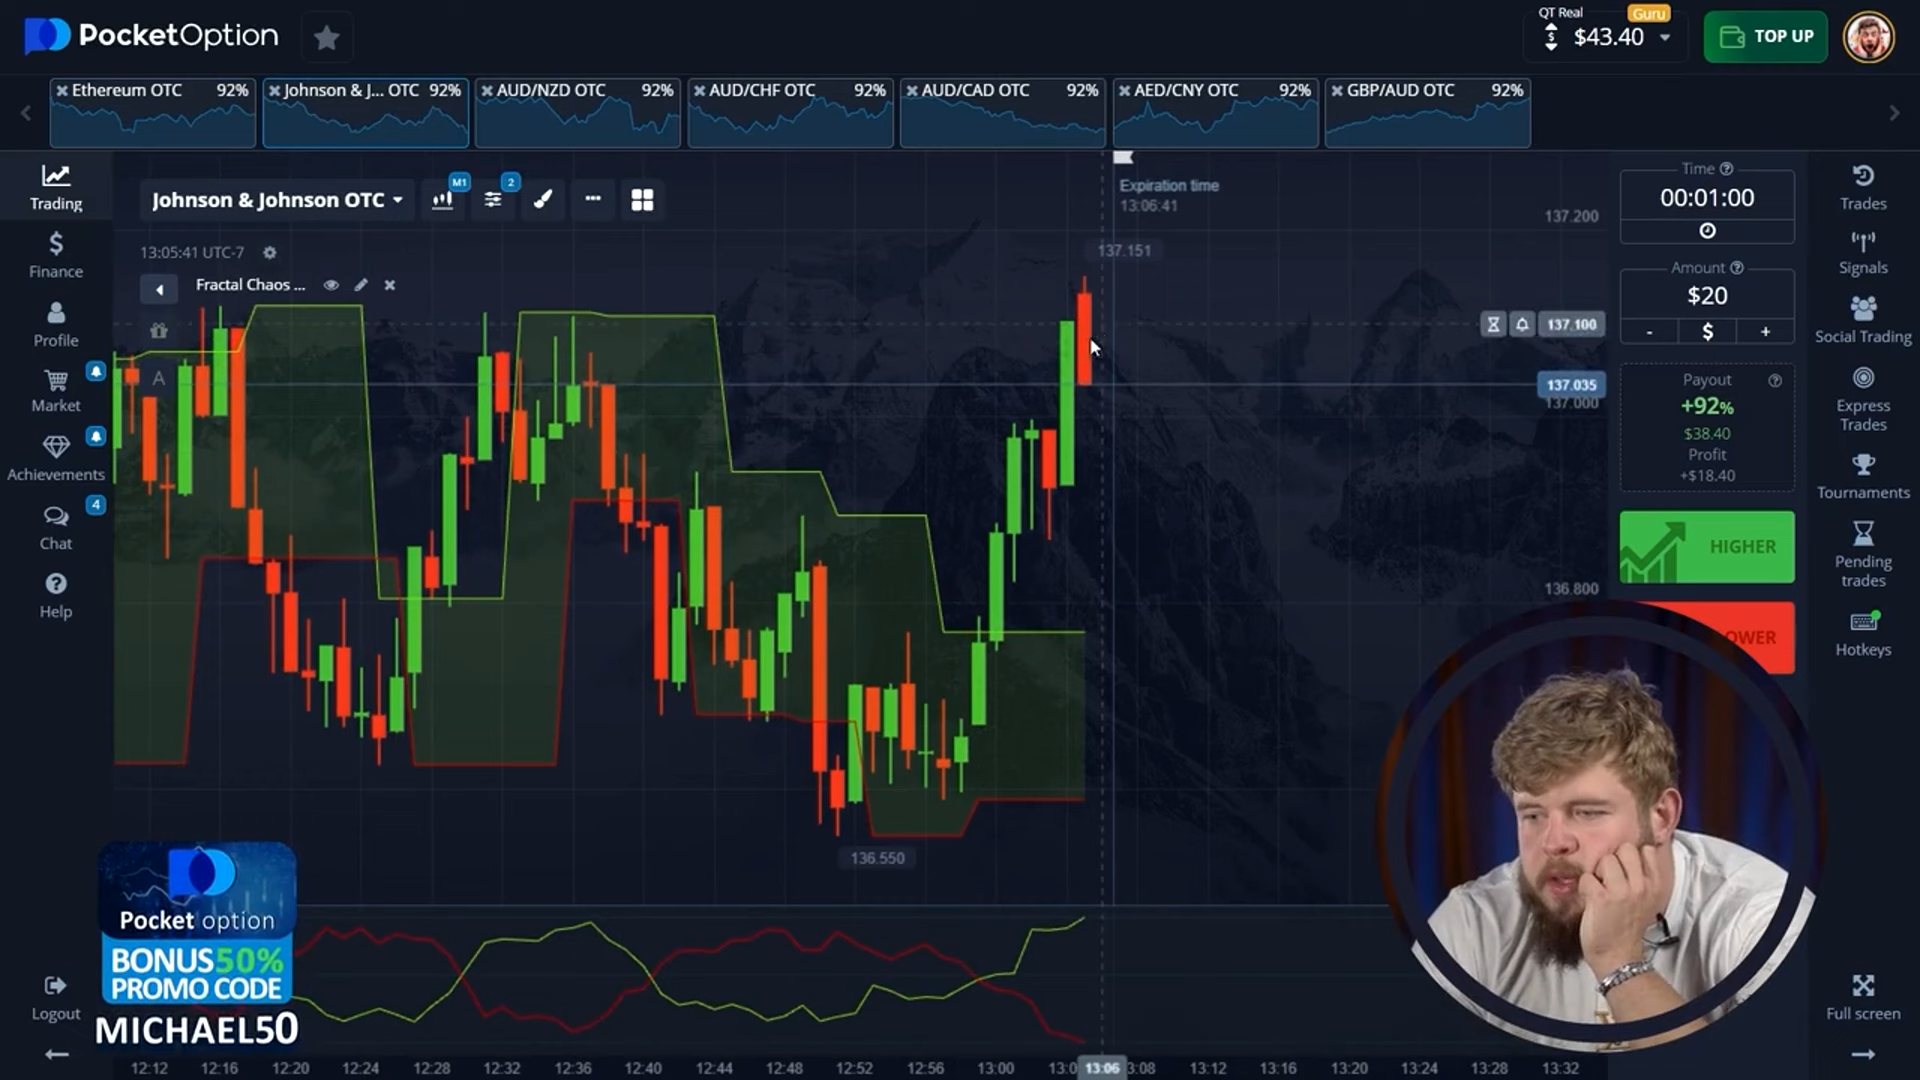 PocketOption
QT Real
Guru
$43.40
TOP UP
Ethereum OTC 92%
Johnson & J... OTC 92%
AUD/NZD OTC 92%
AUD/CHF OTC 92%
AUD/CAD OTC 92%
AED/CNY OTC 92%
GBP/AUD OTC 92%
Trading
Finance
Profile
Market
Achievements
4
Chat
Help
Logout
Johnson & Johnson OTC
M1
2
13:05:41 UTC-7
Fractal Chaos ...
A
Expiration time
13:06:41
137.151
137.200
137.100
137.035
137.000
136.800
136.550
Time
00:01:00
Amount
$20
- $ +
Payout
+92%
$38.40
Profit
+$18.40
HIGHER
OWER
Trades
Signals
Social Trading
Express
Trades
Tournaments
Pending
trades
Hotkeys
Full screen
Pocket option
BONUS 50%
PROMO CODE
MICHAEL50
12:12 12:16 12:20 12:24 12:28 12:32 12:36 12:40 12:44 12:48 12:52 12:56 13:00 13:0 13:06 3:08 13:12 13:16 13:20 13:24 13:28 13:32